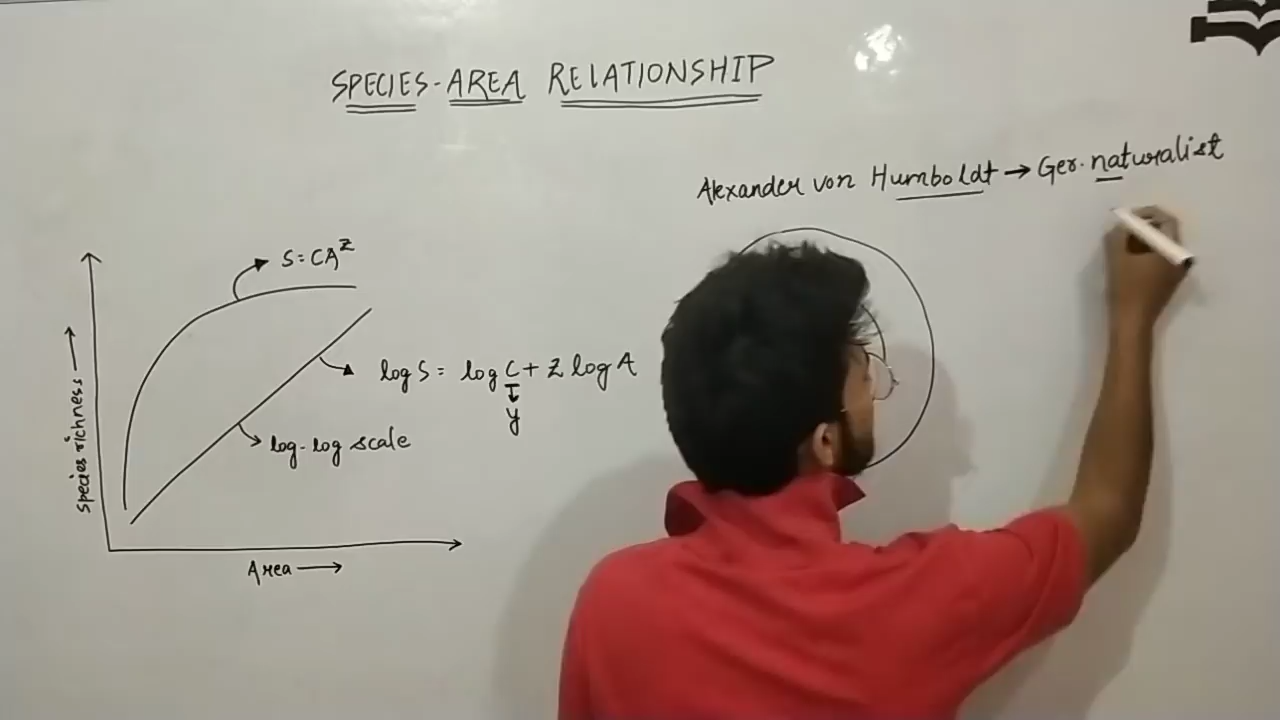 SPECIES-AREA RELATIONSHIP
Alexander von Humboldt → Ger. naturalist
S=CA^Z
log S = log C + Z log A
y
log-log scale
Species richness →
Area →